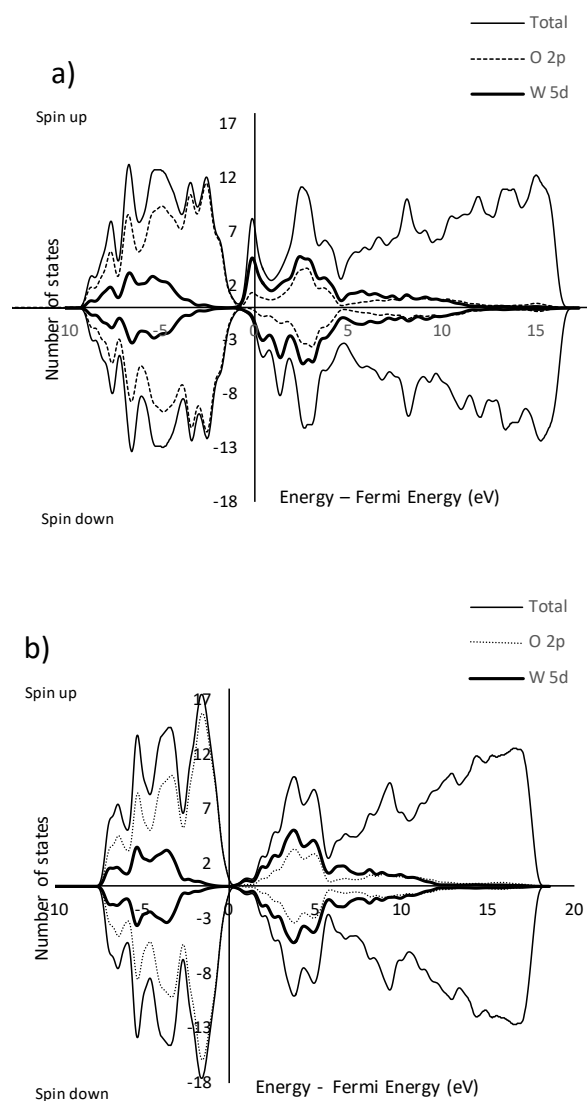 Total
O 2p
W 5d
a)
Spin up
17
12
7
2
-3
-8
-13
-18
10
-5
0
5
10
15
Number of states
Energy – Fermi Energy (eV)
Spin down
Total
O 2p
W 5d
b)
Spin up
17
12
7
2
-3
-8
-13
-18
10
-5
0
5
10
15
20
Number of states
Energy - Fermi Energy (eV)
Spin down